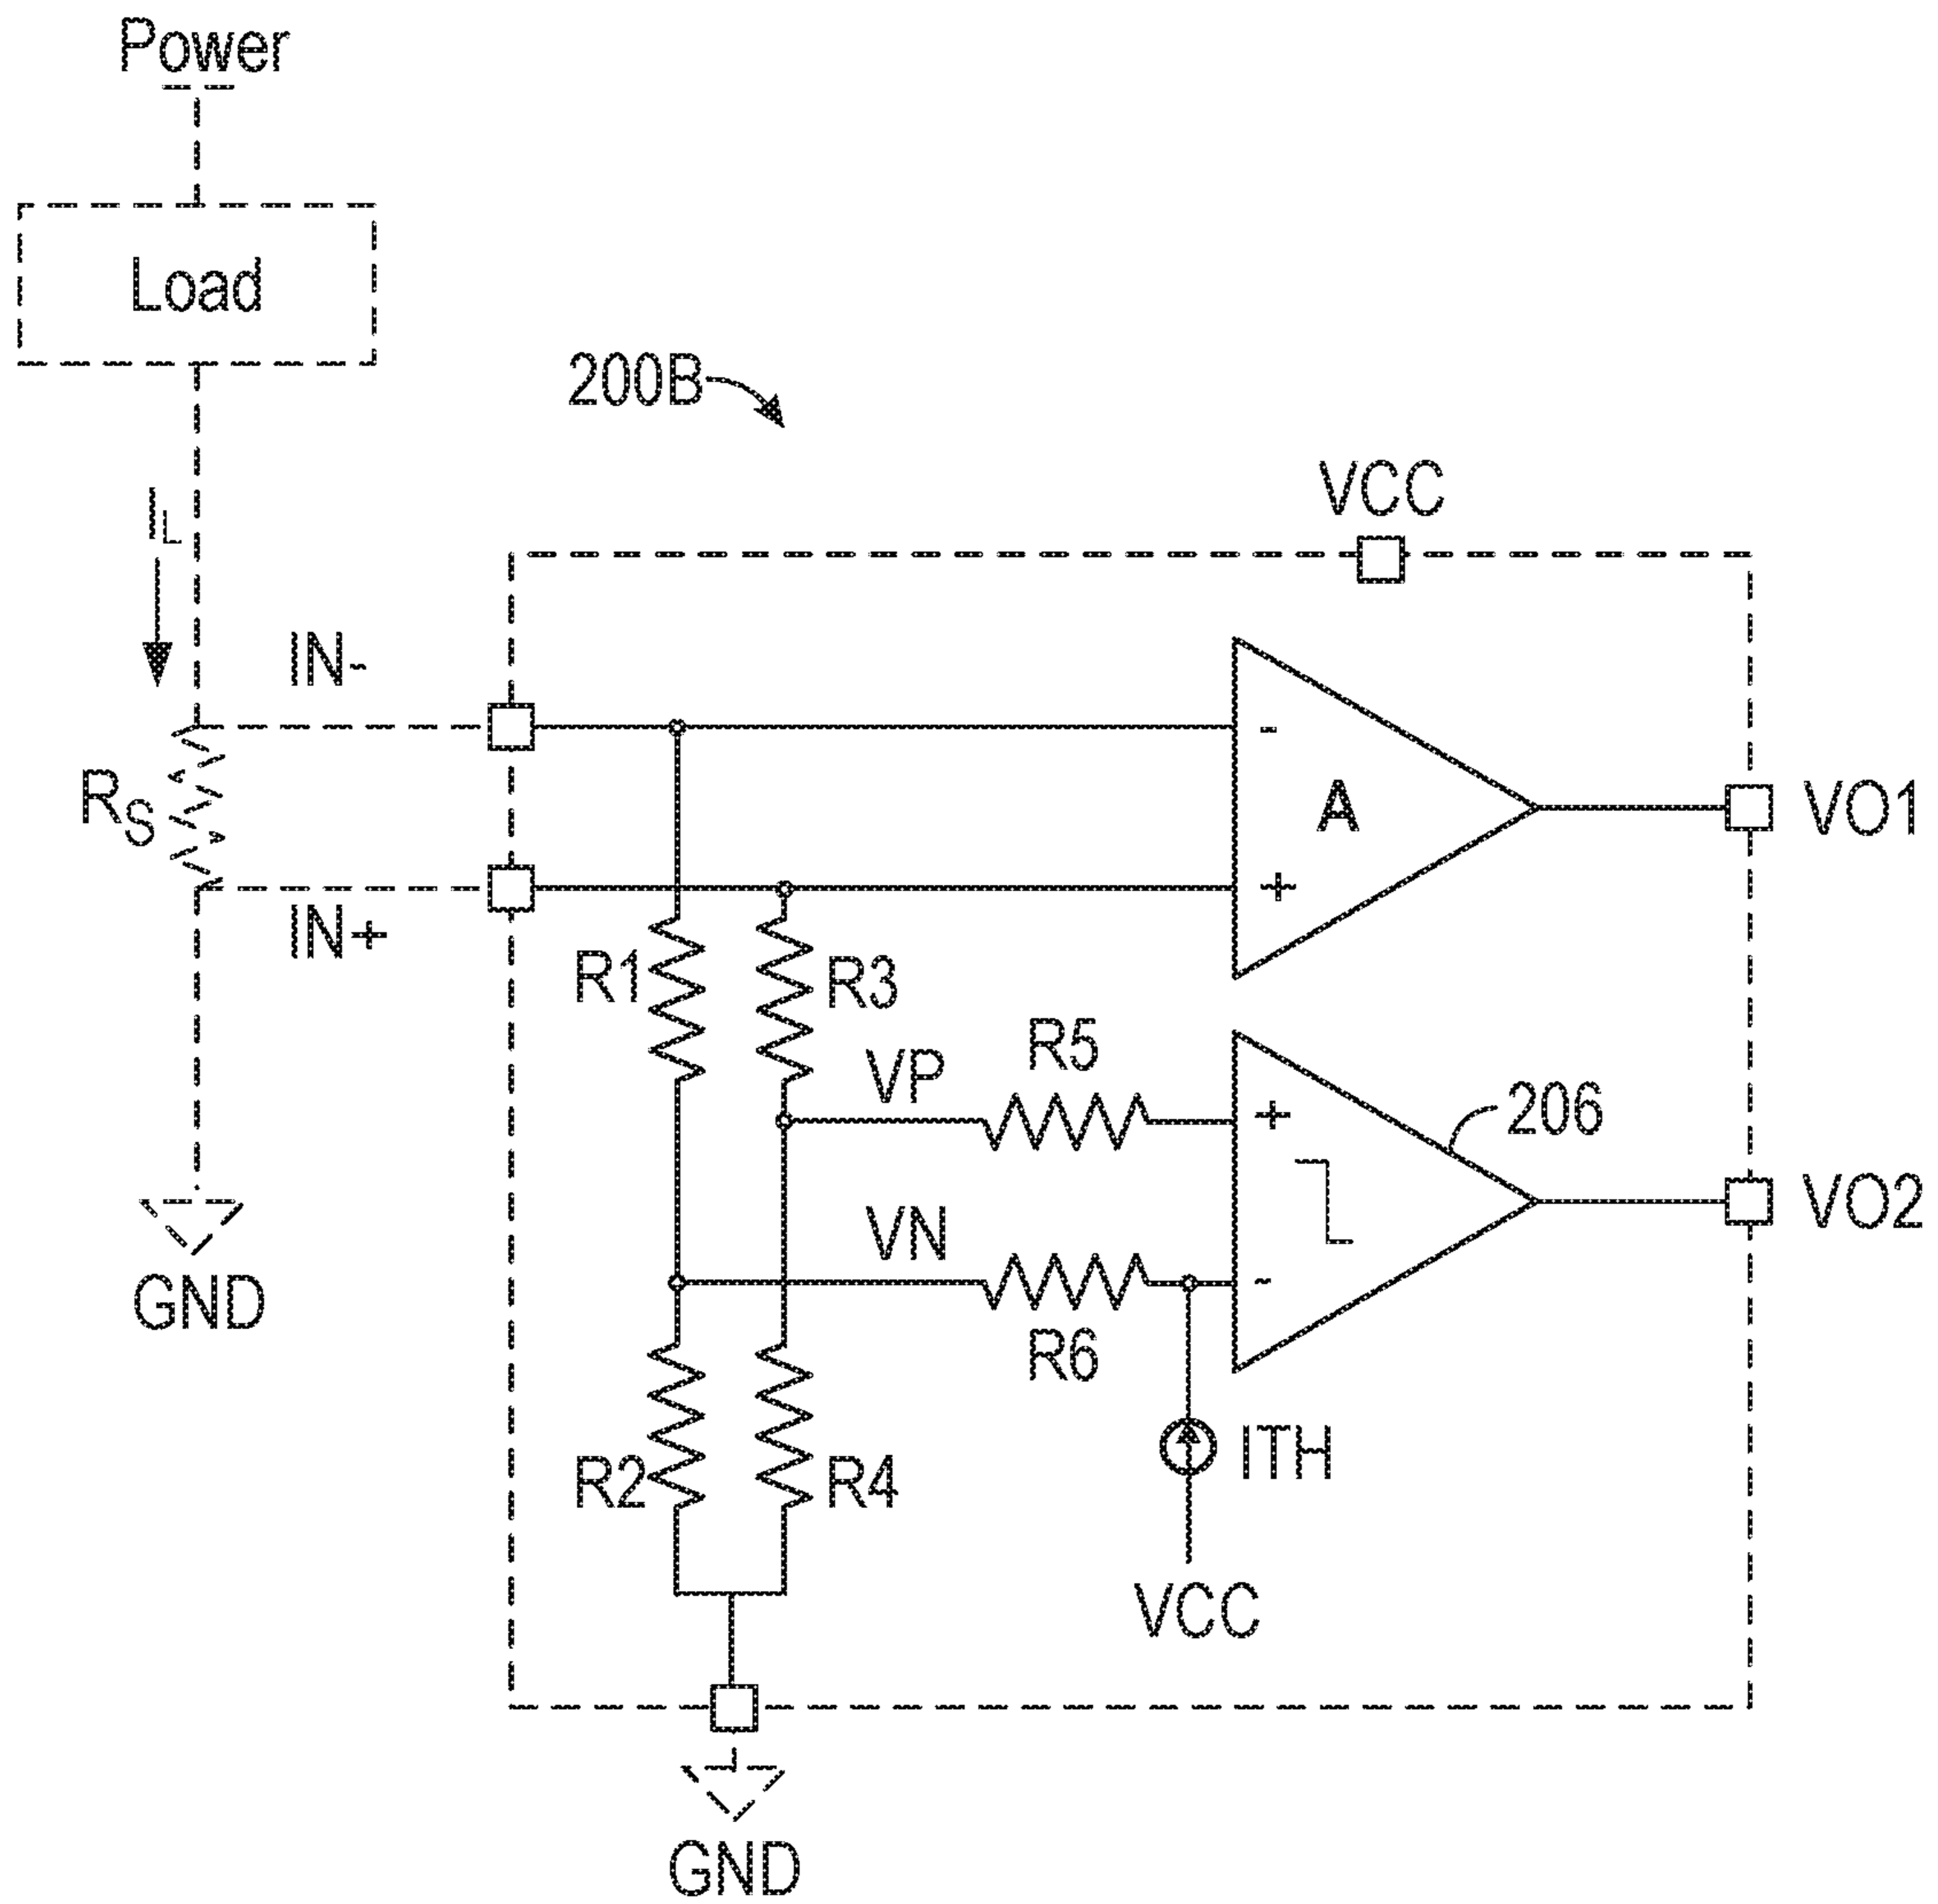 Power
Load
200B
VCC
IL
IN-
-
RS
A
VO1
+
IN+
R1
R3
R5
VP
+
206
VN
VO2
-
GND
R6
R2
R4
ITH
VCC
GND